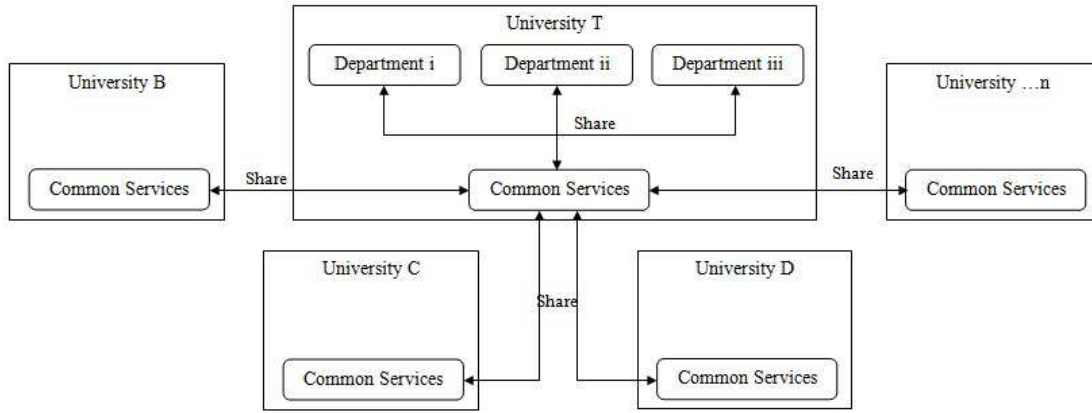 University T
Department i
Department ii
Department iii
University B
University …n
Share
Common Services
Share
Common Services
Share
Common Services
University C
University D
Share
Common Services
Common Services